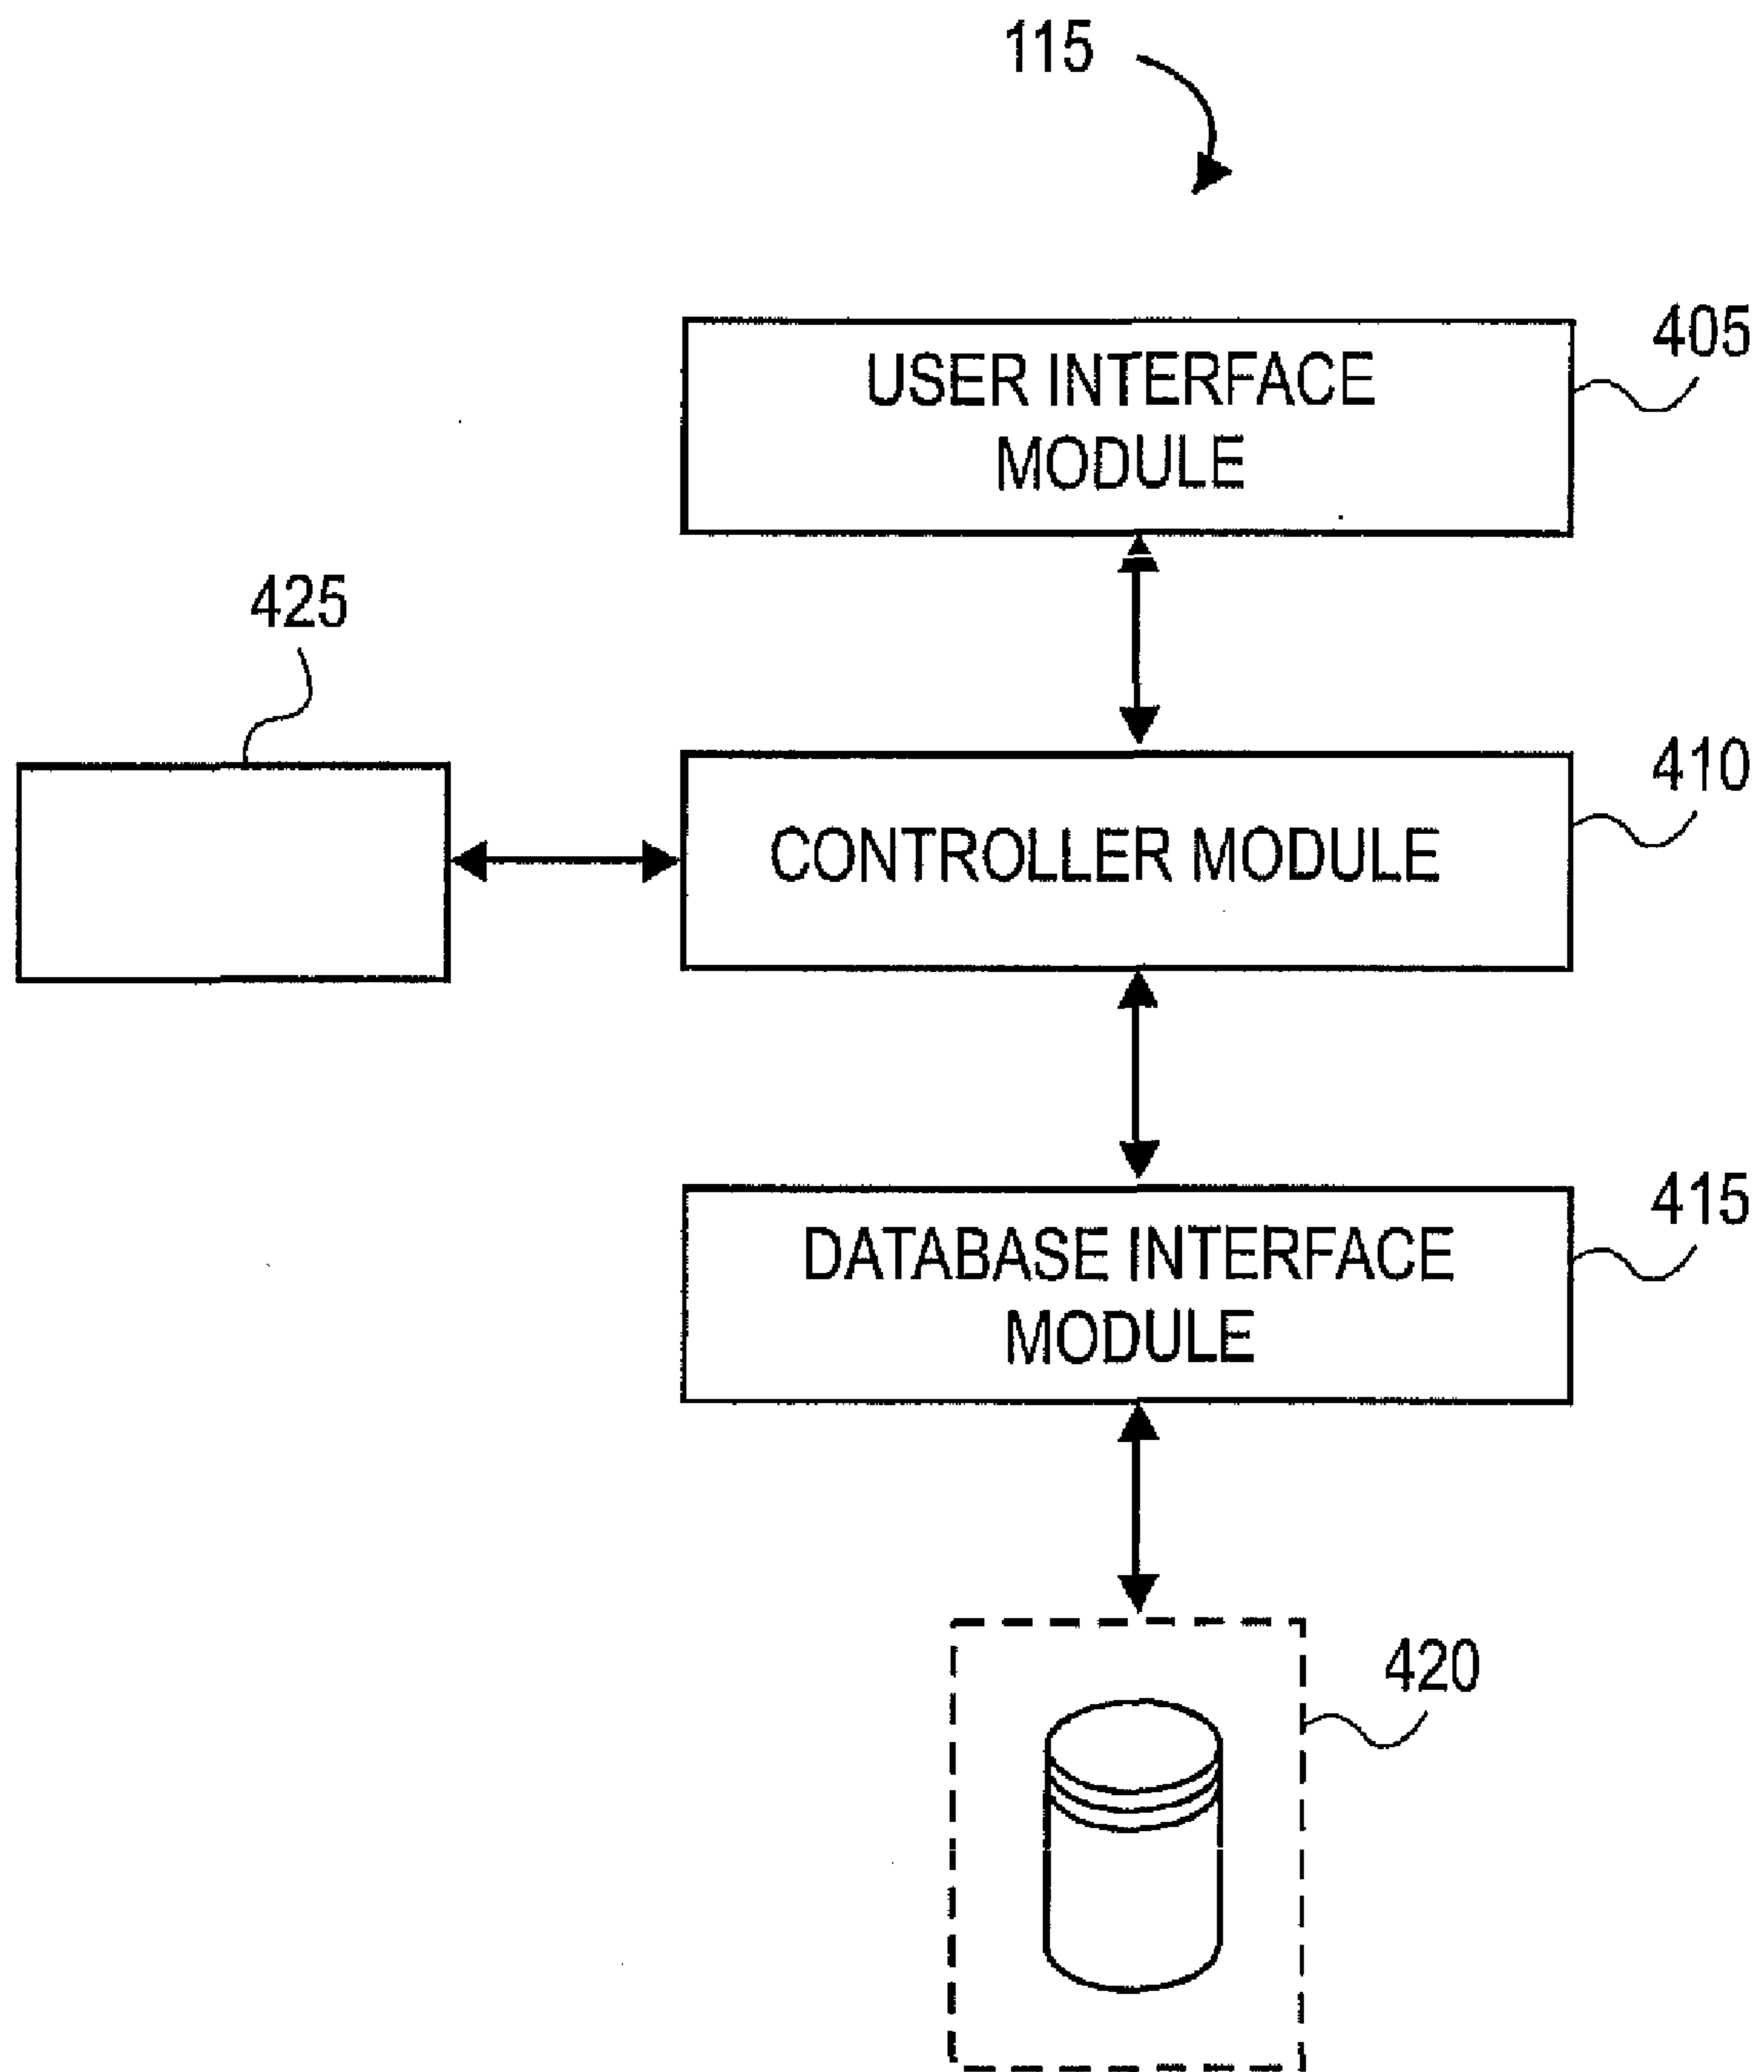 115
405
USER INTERFACE
MODULE
425
410
CONTROLLER MODULE
415
DATABASE INTERFACE
MODULE
420